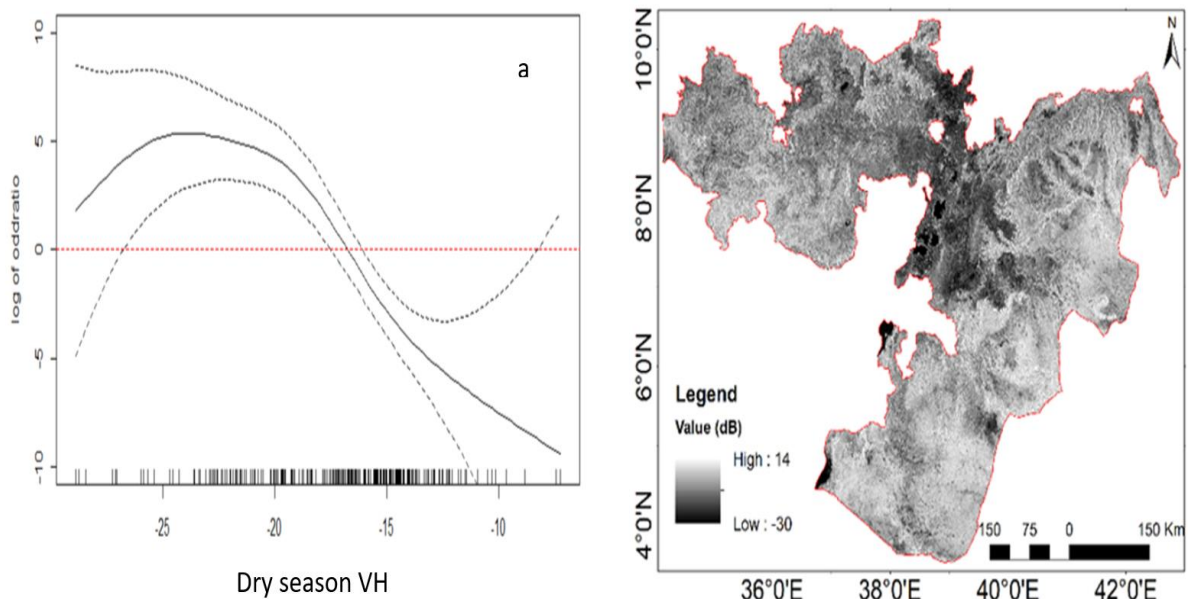 a
10
5
0
-5
-10
log of oddratio
-25
-20
-15
-10
Dry season VH
N
10°0'N
8°0'N
6°0'N
4°0'N
Legend
Value (dB)
High : 14
Low : -30
150 75 0 150 Km
36°0'E 38°0'E 40°0'E 42°0'E